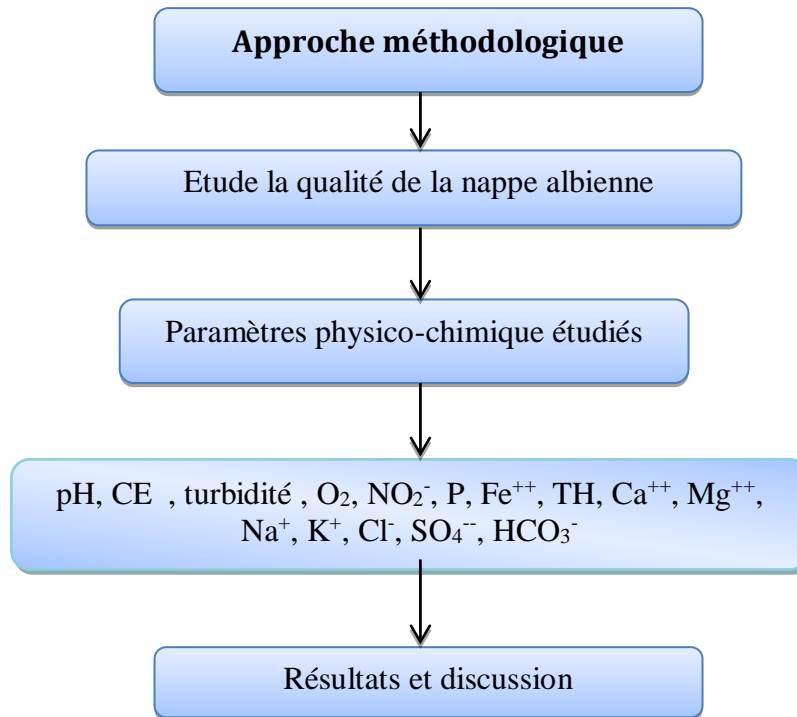 Approche méthodologique
Etude la qualité de la nappe albienne
Paramètres physico-chimique étudiés
pH, CE , turbidité , O₂, NO₂⁻, P, Fe⁺⁺, TH, Ca⁺⁺, Mg⁺⁺,
Na⁺, K⁺, Cl⁻, SO₄⁻⁻, HCO₃⁻
Résultats et discussion